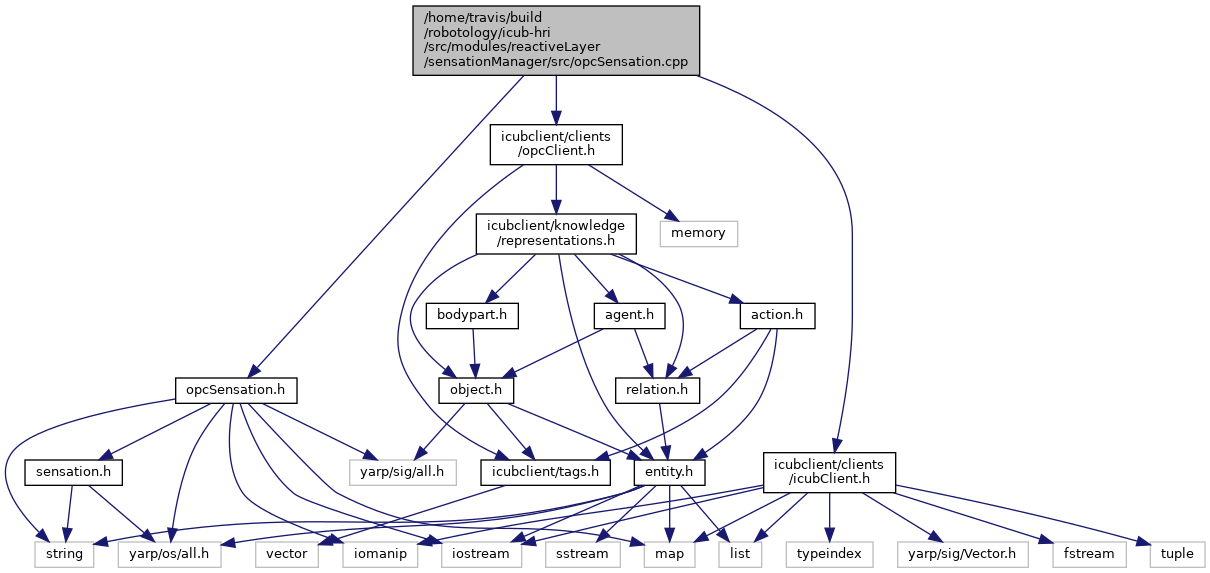 /home/travis/build
/robotology/icub-hri
/src/modules/reactiveLayer
/sensationManager/src/opcSensation.cpp
icubclient/clients
/opcClient.h
icubclient/knowledge
/representations.h
memory
bodypart.h
agent.h
action.h
opcSensation.h
object.h
relation.h
sensation.h
yarp/sig/all.h
icubclient/tags.h
entity.h
icubclient/clients
/icubClient.h
string
yarp/os/all.h
vector
iomanip
iostream
sstream
map
list
typeindex
yarp/sig/Vector.h
fstream
tuple